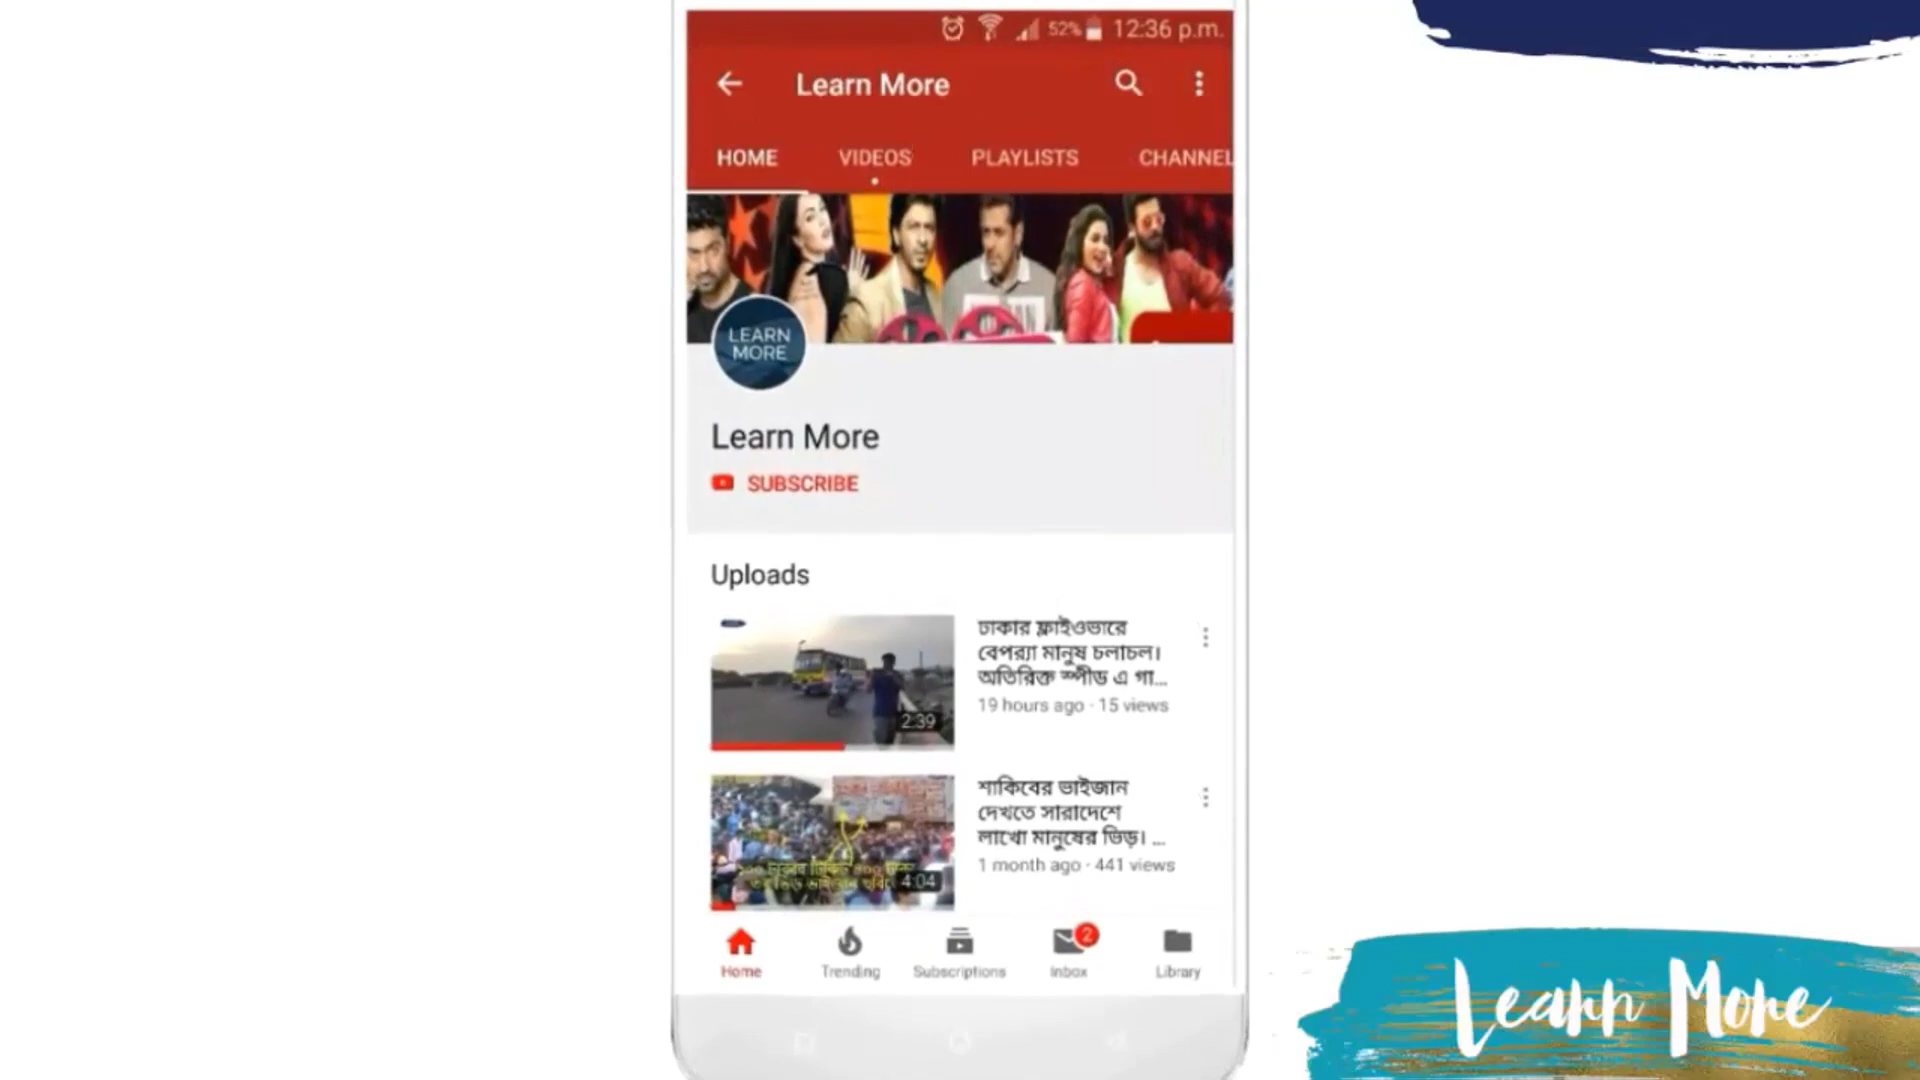 52% 12:36 p.m.
Learn More
HOME VIDEOS PLAYLISTS CHANNEL
LEARN
MORE
Learn More
SUBSCRIBE
Uploads
ঢাকার ফ্লাইওভারে
বেপর‍্যা মানুষ চলাচল।
অতিরিক্ত স্পীড এ গা...
19 hours ago · 15 views
2:39
শাকিবের ভাইজান
দেখতে সারাদেশে
লাখো মানুষের ভিড়। ...
1 month ago · 441 views
4:04
2
Home Trending Subscriptions Inbox Library
Learn More